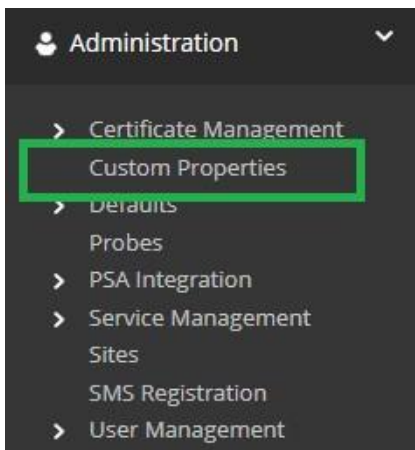 Administration
Certificate Management
Custom Properties
Defaults
Probes
PSA Integration
Service Management
Sites
SMS Registration
User Management